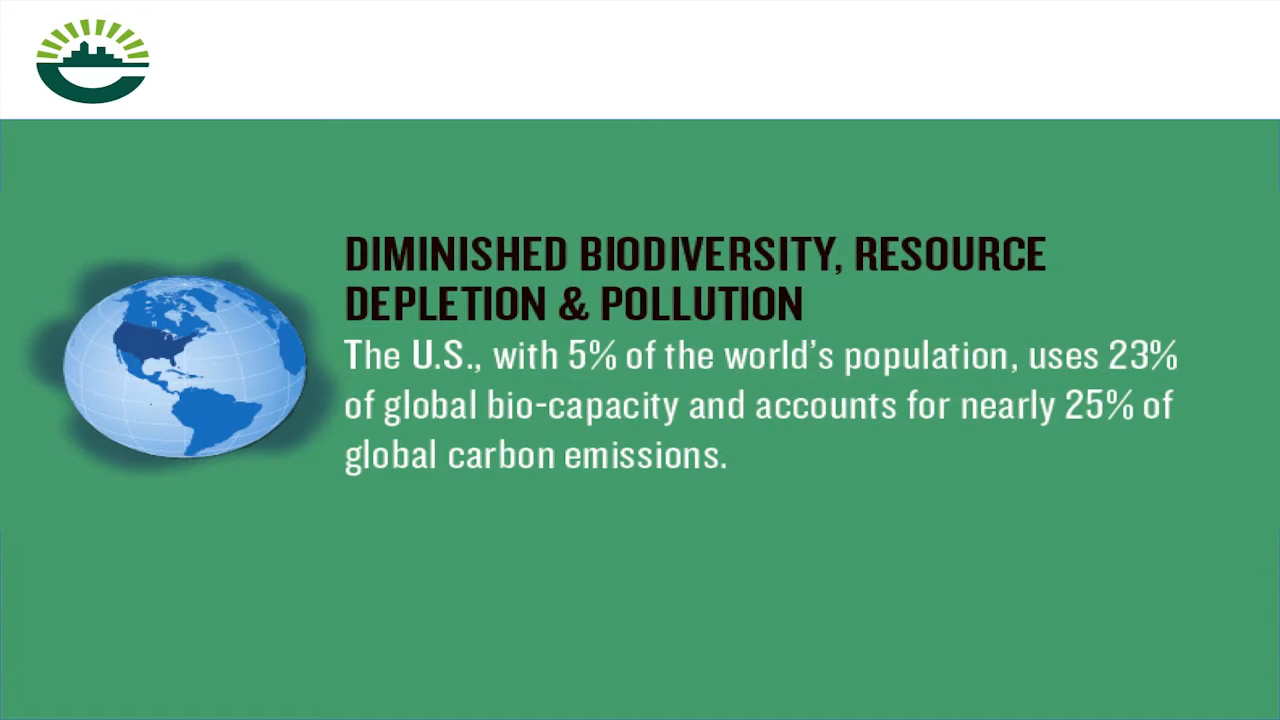 DIMINISHED BIODIVERSITY, RESOURCE
DEPLETION & POLLUTION
The U.S., with 5% of the world’s population, uses 23%
of global bio-capacity and accounts for nearly 25% of
global carbon emissions.